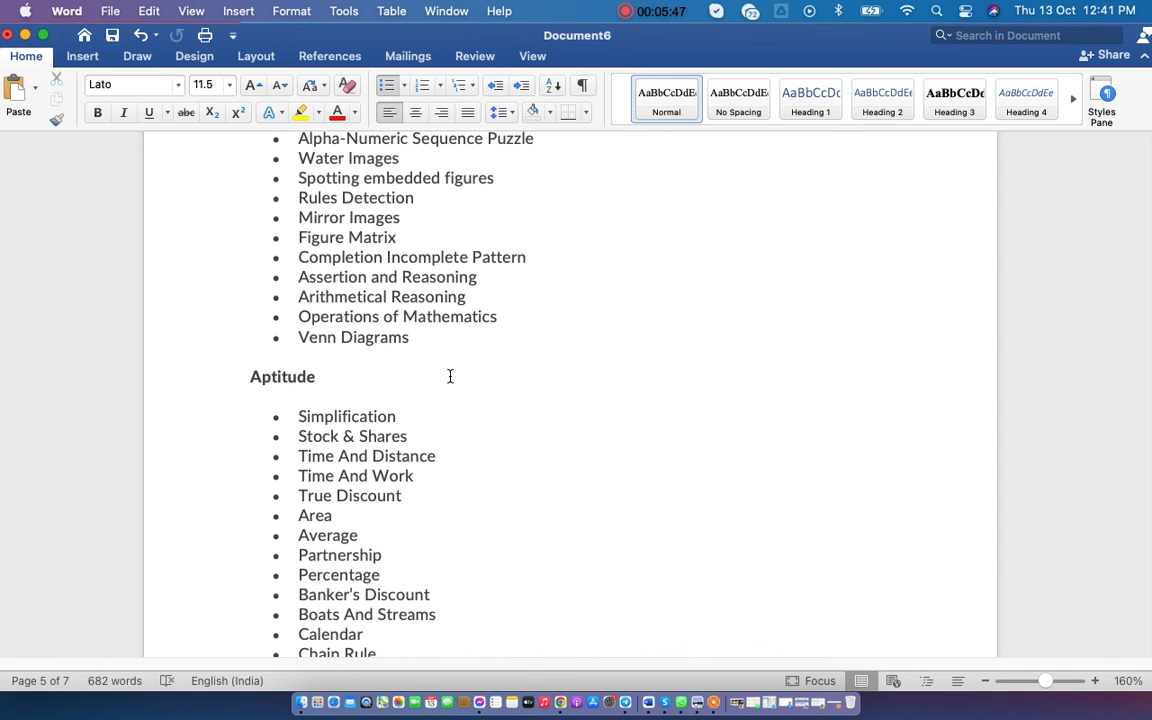 Word File Edit View Insert Format Tools Table Window Help 00:05:47 72 Thu 13 Oct 12:41 PM
Document6 Search in Document
Home Insert Draw Design Layout References Mailings Review View Share
Lato 11.5 AaBbCcDdEe AaBbCcDdEe AaBbCcDc AaBbCcDdEe AaBbCcDc AaBbCcDdEe
Paste Normal No Spacing Heading 1 Heading 2 Heading 3 Heading 4 Styles Pane
• Alpha-Numeric Sequence Puzzle
• Water Images
• Spotting embedded figures
• Rules Detection
• Mirror Images
• Figure Matrix
• Completion Incomplete Pattern
• Assertion and Reasoning
• Arithmetical Reasoning
• Operations of Mathematics
• Venn Diagrams
Aptitude
• Simplification
• Stock & Shares
• Time And Distance
• Time And Work
• True Discount
• Area
• Average
• Partnership
• Percentage
• Banker's Discount
• Boats And Streams
• Calendar
• Chain Rule
Page 5 of 7 682 words English (India) Focus 160%